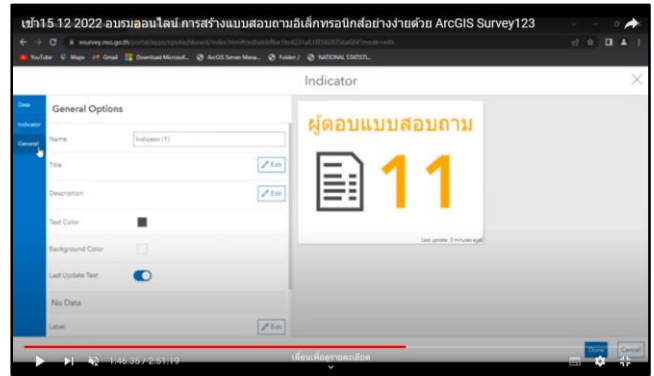 เช้า15 12 2022 อบรมออนไลน์ การสร้างแบบสอบถามอิเล็กทรอนิกส์อย่างง่ายด้วย ArcGIS Survey123
YouTube Maps Gmail Download Microsoft... ArcGIS Server Mana... Folder / NATIONAL STATISTI...
Indicator
Data
Indicator
General
General Options
Name
Indicator (1)
Title
Edit
Description
Edit
Text Color
Background Color
Last Update Text
No Data
Label
Edit
ผู้ตอบแบบสอบถาม
11
Last update: 3 minutes ago
Done Cancel
1:46:35 / 2:51:19
เลื่อนเพื่อดูรายละเอียด